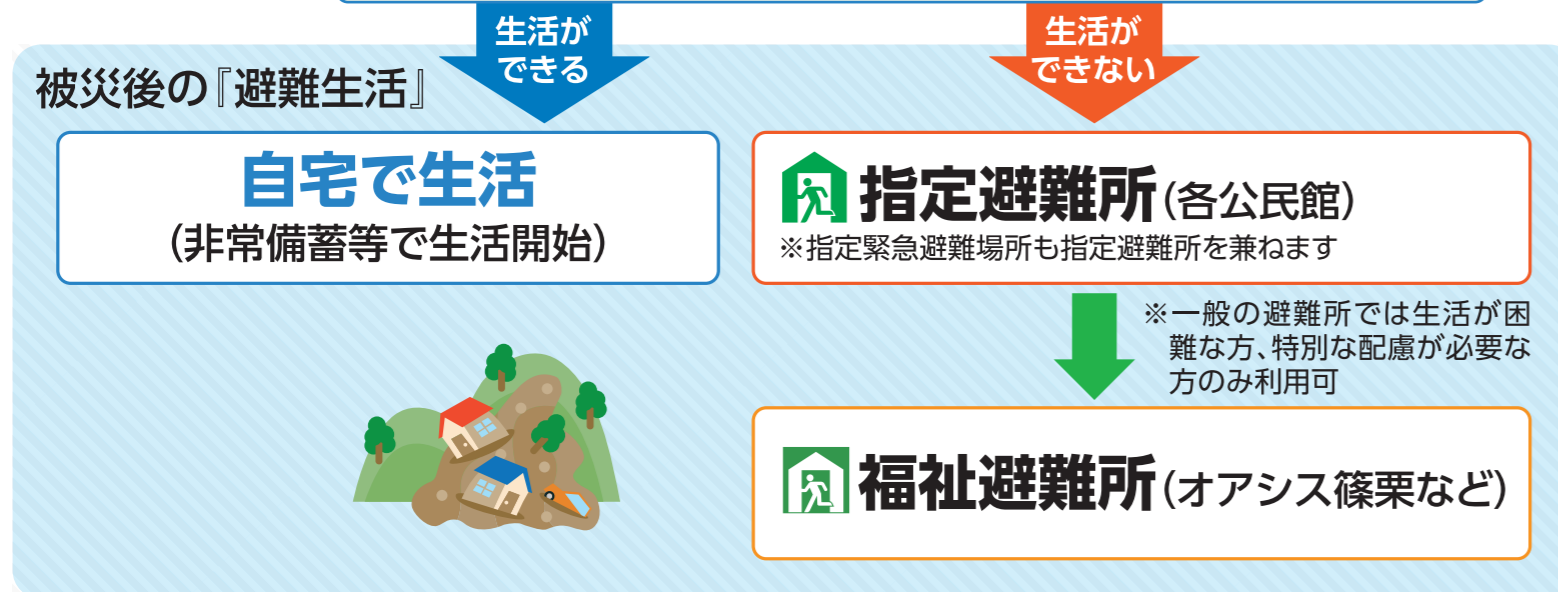 生活が
できる
生活が
できない
被災後の『避難生活』
自宅で生活
(非常備蓄等で生活開始)
指定避難所(各公民館)
※指定緊急避難場所も指定避難所を兼ねます
※一般の避難所では生活が困
難な方、特別な配慮が必要な
方のみ利用可
福祉避難所(オアシス篠栗など)